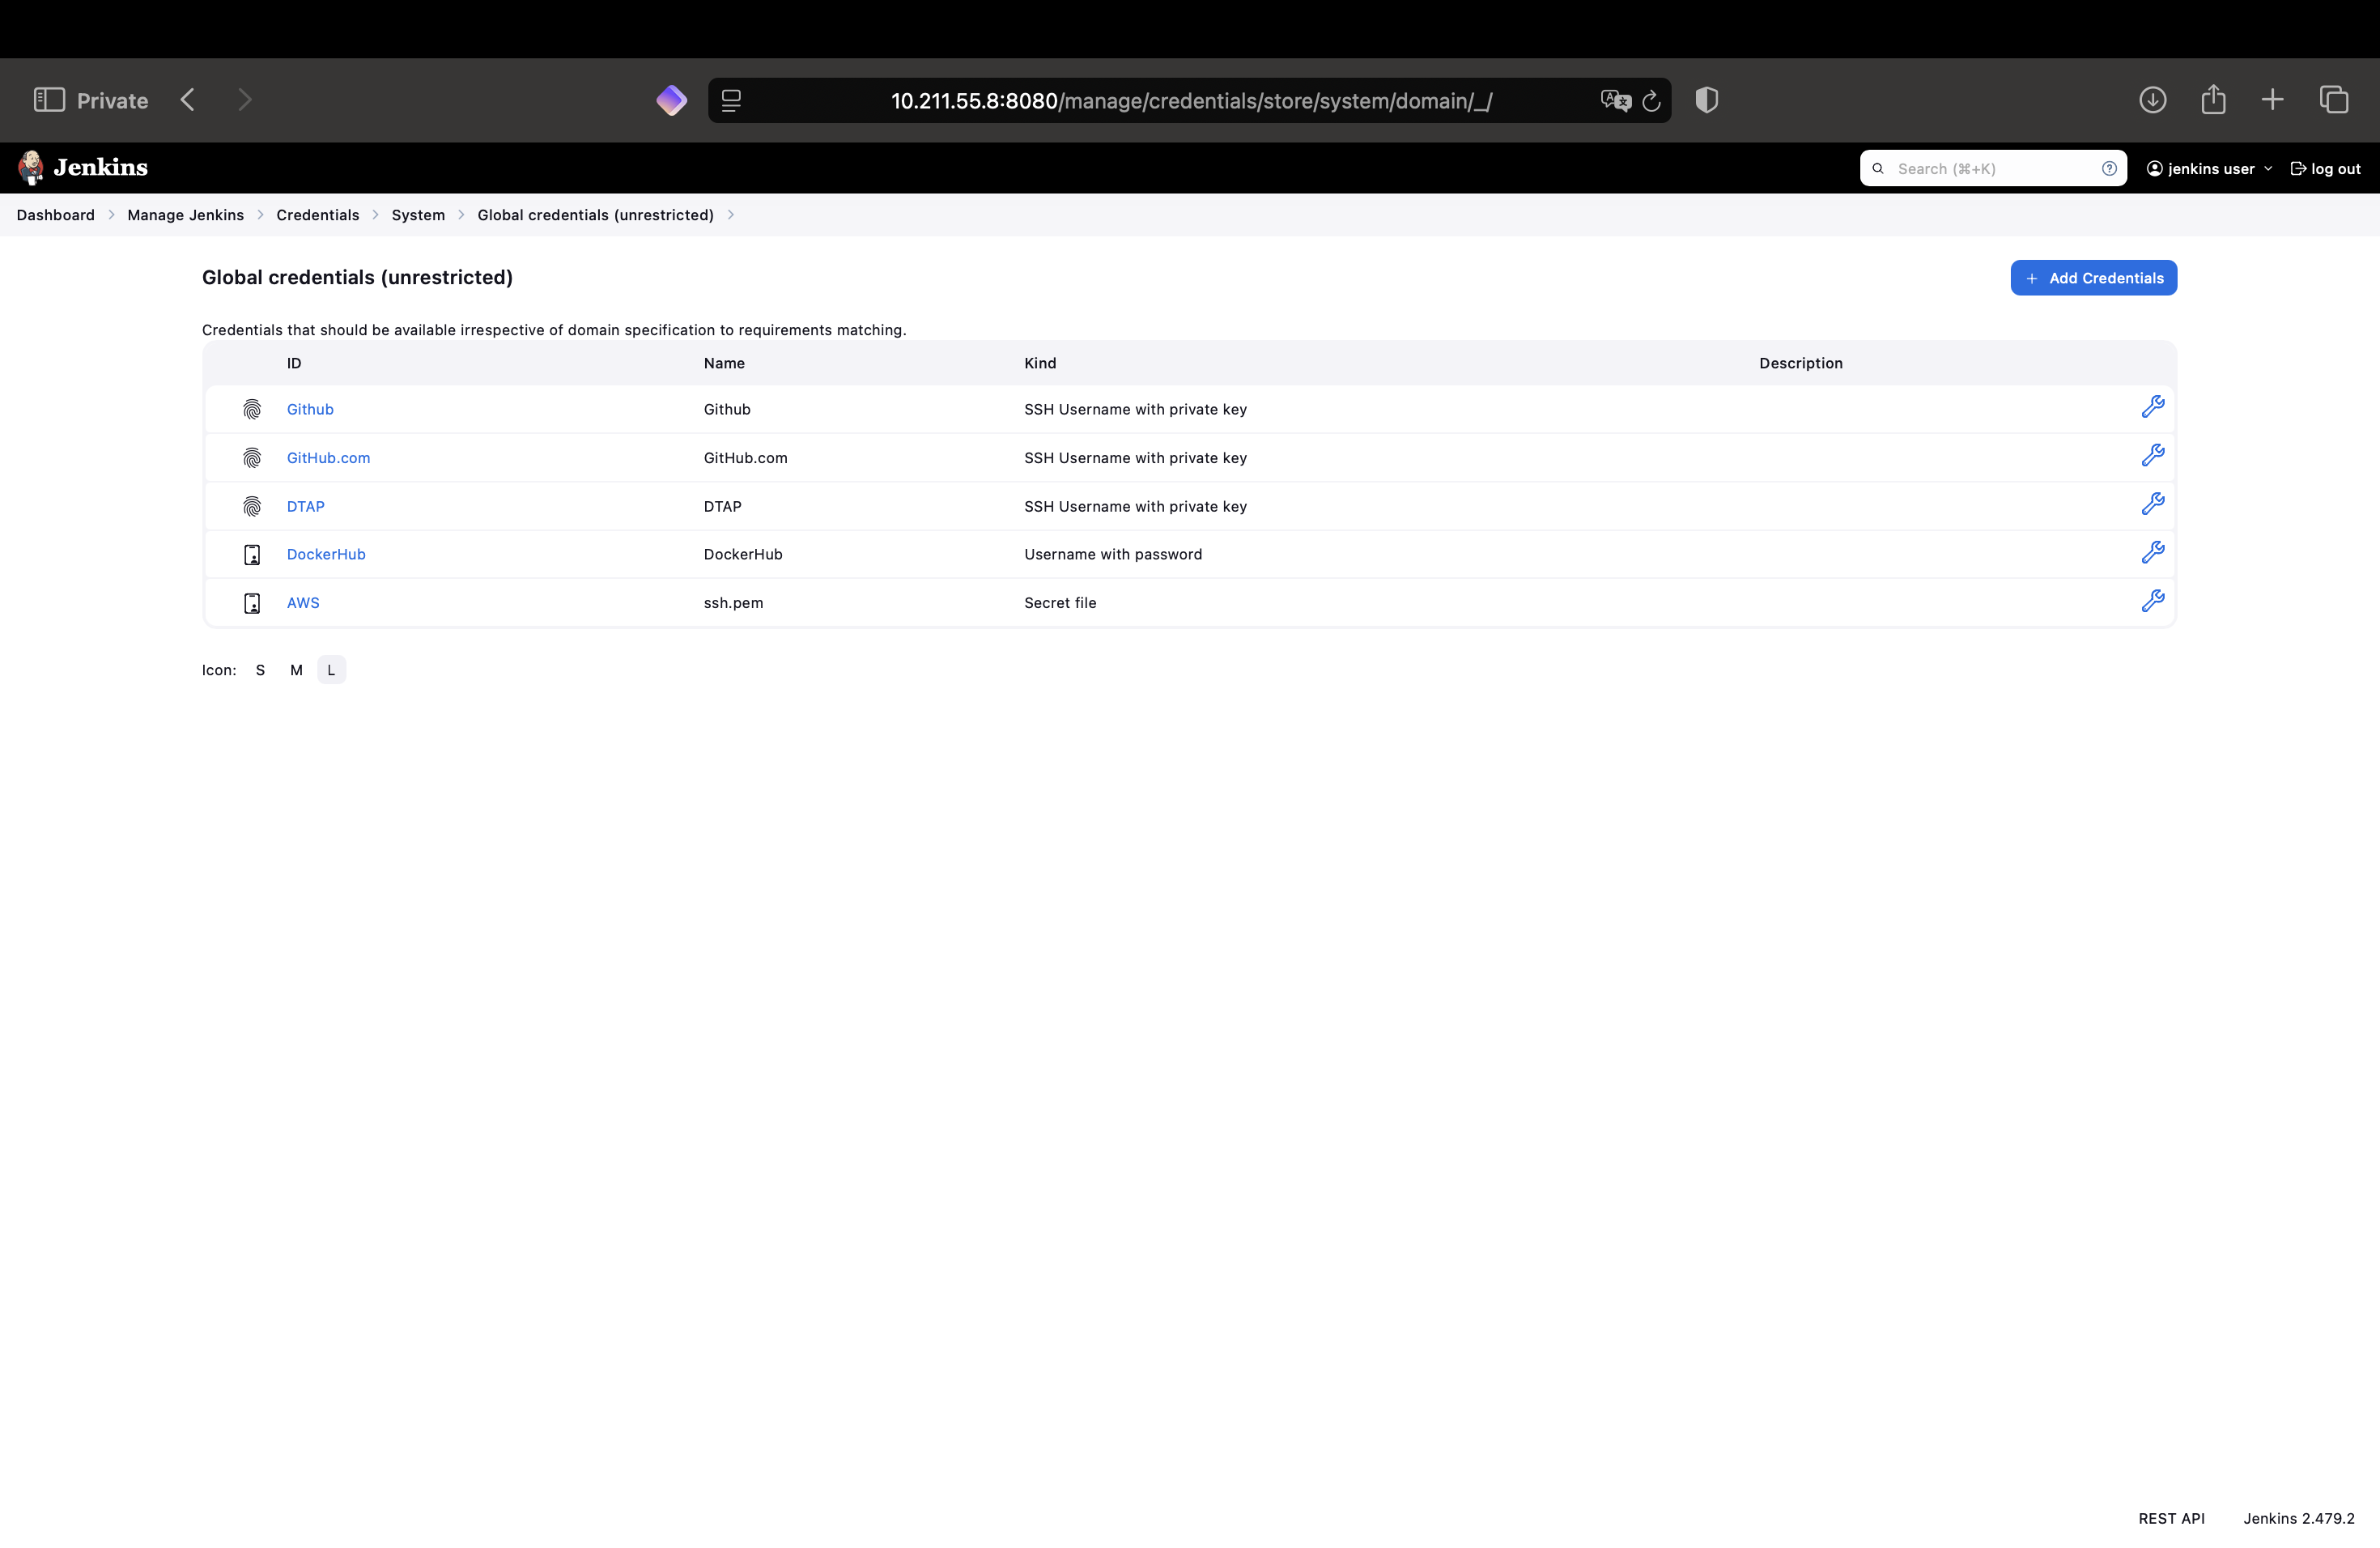 Private
10.211.55.8:8080/manage/credentials/store/system/domain/_/
Jenkins
Search (⌘+K)
jenkins user
log out
Dashboard
Manage Jenkins
Credentials
System
Global credentials (unrestricted)
Global credentials (unrestricted)
+ Add Credentials
Credentials that should be available irrespective of domain specification to requirements matching.
ID Name Kind Description
Github Github SSH Username with private key
GitHub.com GitHub.com SSH Username with private key
DTAP DTAP SSH Username with private key
DockerHub DockerHub Username with password
AWS ssh.pem Secret file
Icon: S M L
REST API Jenkins 2.479.2